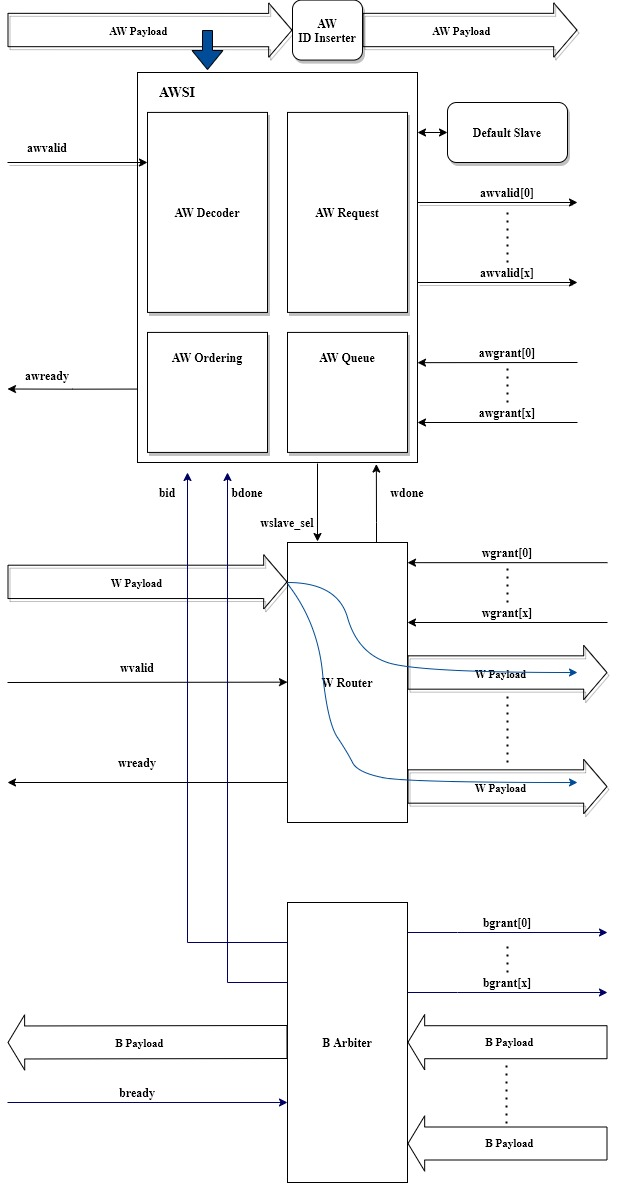 AW Payload
AW
ID Inserter
AW Payload
AWSI
AW Decoder
AW Request
Default Slave
awvalid
awvalid[0]
awvalid[x]
AW Ordering
AW Queue
awready
awgrant[0]
awgrant[x]
bid
bdone
wslave_sel
wdone
W Payload
wgrant[0]
wgrant[x]
wvalid
W Router
W Payload
wready
W Payload
bgrant[0]
bgrant[x]
B Payload
B Arbiter
B Payload
bready
B Payload